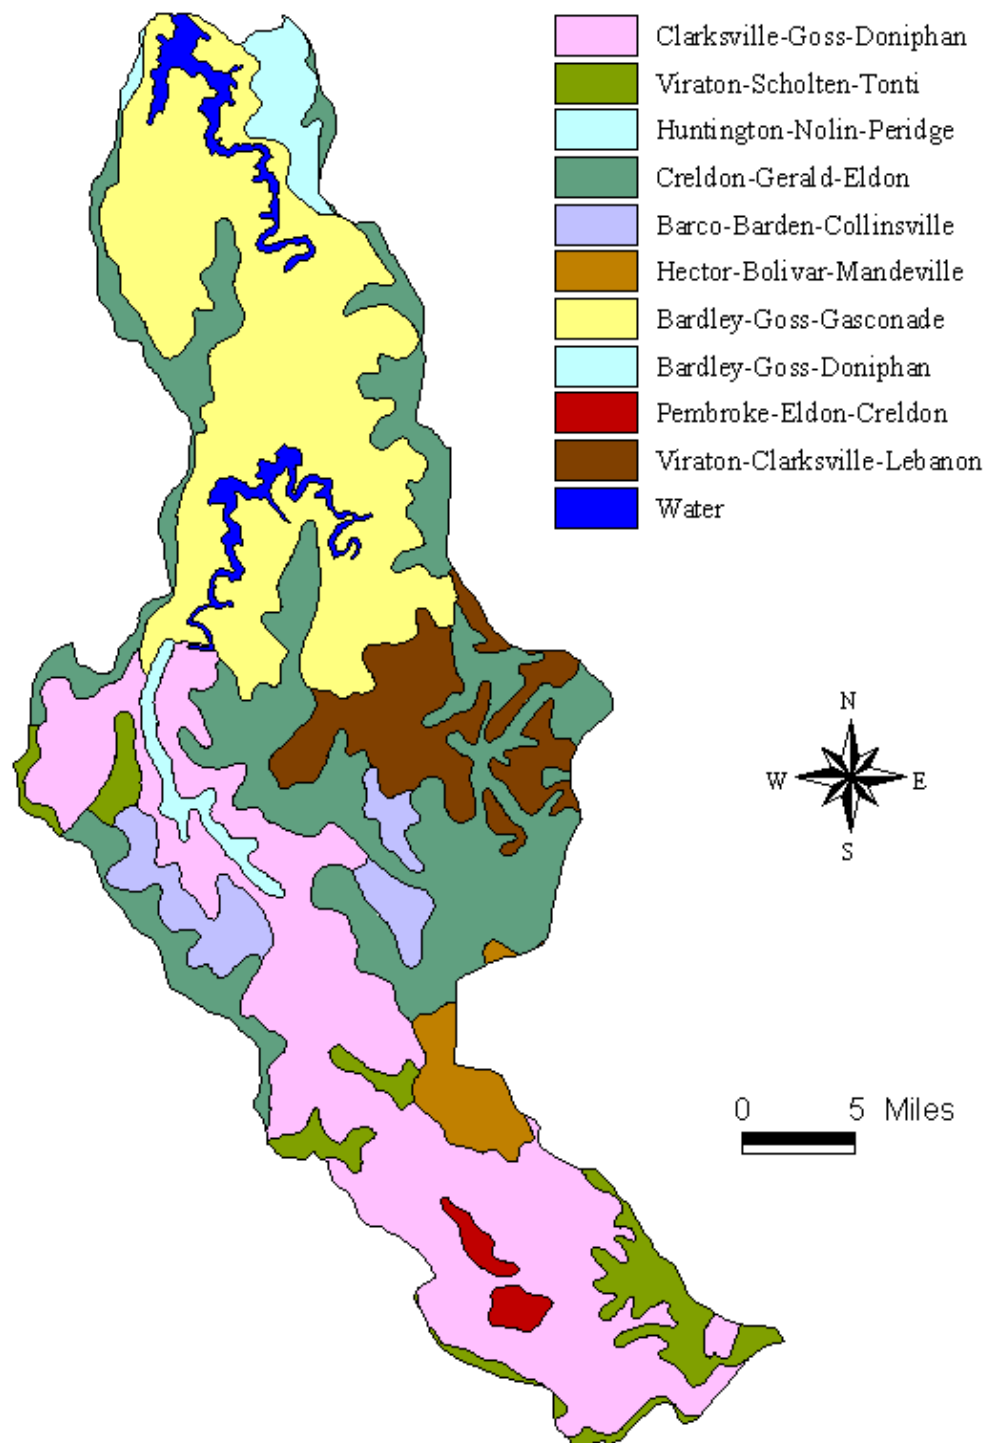 Clarksville-Goss-Doniphan
Viraton-Scholten-Tonti
Huntington-Nolin-Peridge
Creldon-Gerald-Eldon
Barco-Barden-Collinsville
Hector-Bolivar-Mandeville
Bardley-Goss-Gasconade
Bardley-Goss-Doniphan
Pembroke-Eldon-Creldon
Viraton-Clarksville-Lebanon
Water
N
W E
S
0 5 Miles